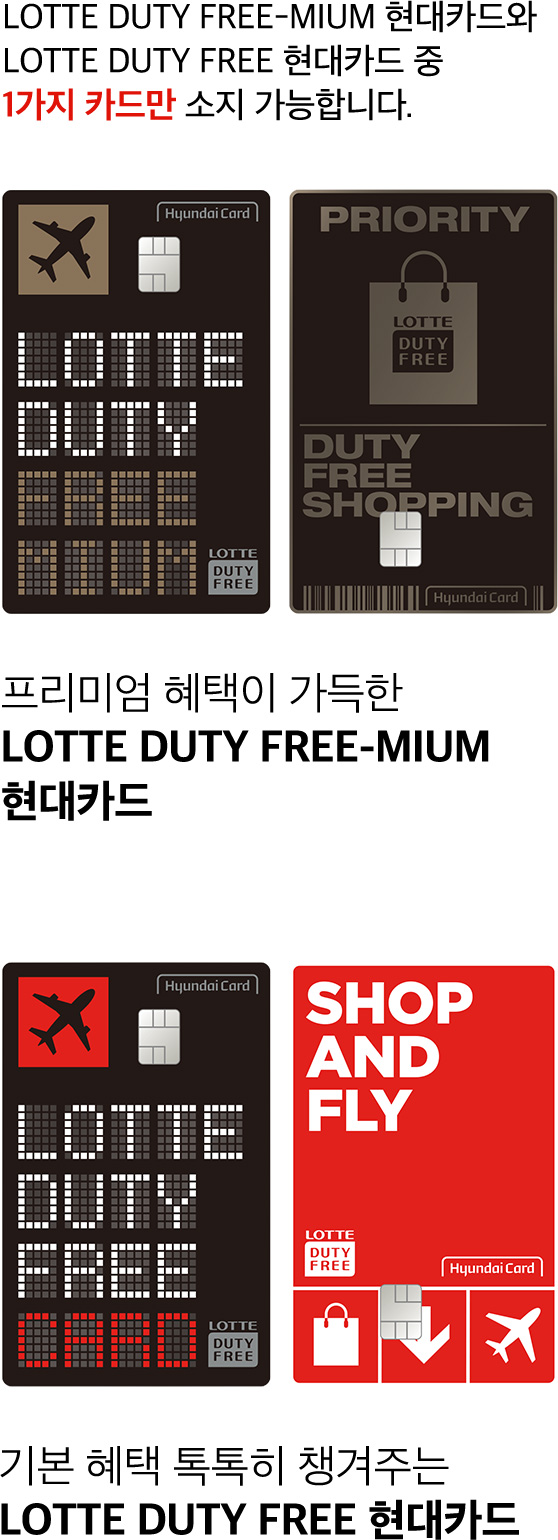 LOTTE DUTY FREE-MIUM 현대카드와
LOTTE DUTY FREE 현대카드 중
1가지 카드만 소지 가능합니다.
Hyundai Card
LOTTE
DUTY
FREE
MIUM
LOTTE
DUTY
FREE
PRIORITY
LOTTE
DUTY
FREE
DUTY
FREE
SHOPPING
Hyundai Card
프리미엄 혜택이 가득한
LOTTE DUTY FREE-MIUM
현대카드
Hyundai Card
LOTTE
DUTY
FREE
CARD
LOTTE
DUTY
FREE
SHOP
AND
FLY
LOTTE
DUTY
FREE
Hyundai Card
기본 혜택 톡톡히 챙겨주는
LOTTE DUTY FREE 현대카드